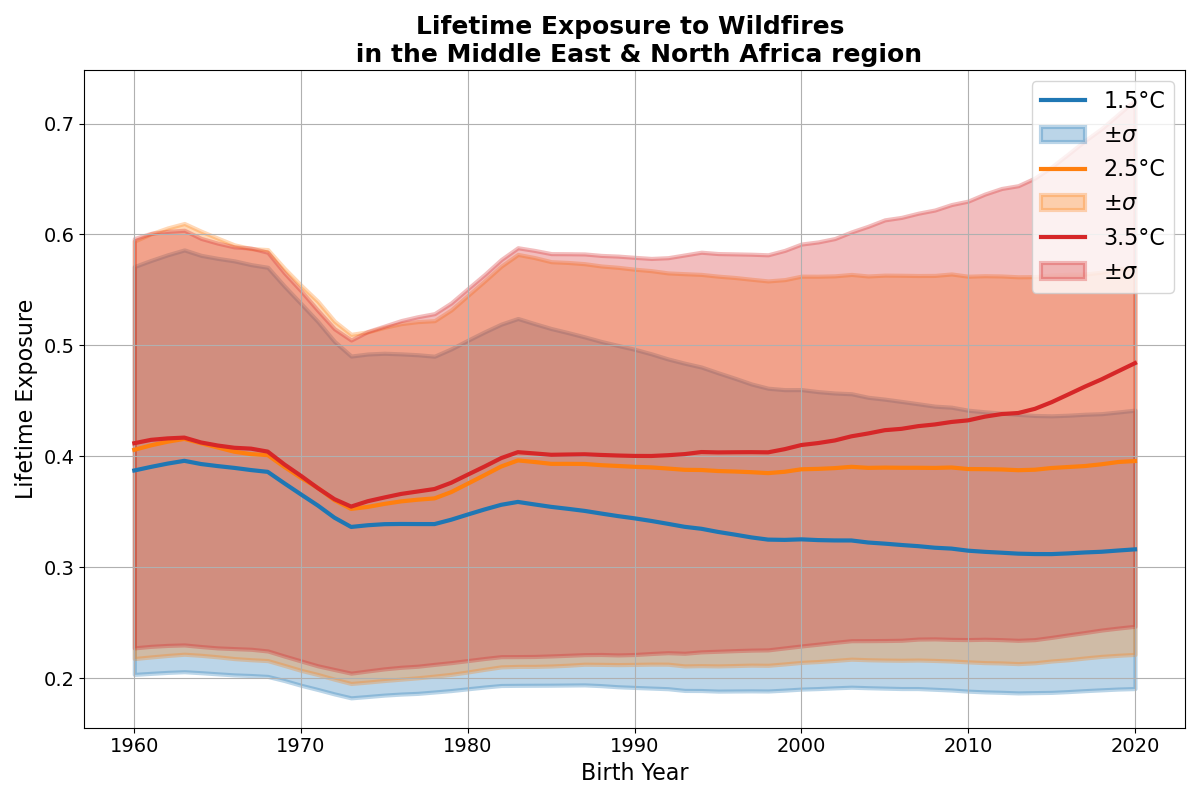 Lifetime Exposure to Wildfires
in the Middle East & North Africa region
Lifetime Exposure
0.7
0.6
0.5
0.4
0.3
0.2
1.5°C
±σ
2.5°C
±σ
3.5°C
±σ
1960 1970 1980 1990 2000 2010 2020
Birth Year